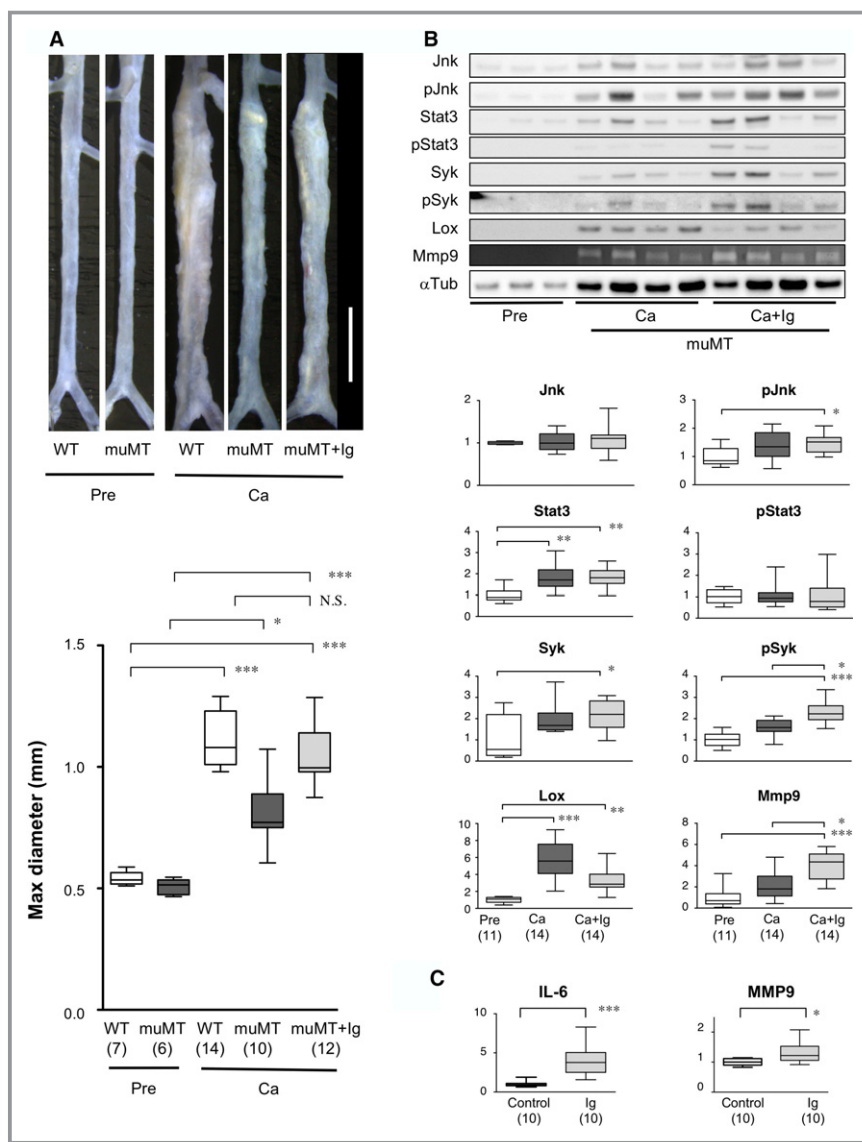 A
WT muMT WT muMT muMT+Ig
Pre Ca
***
N.S.
*
***
***
1.5
1.0
0.5
0.0
Max diameter (mm)
WT muMT WT muMT muMT+Ig
(7) (6) (14) (10) (12)
Pre Ca
B
Jnk
pJnk
Stat3
pStat3
Syk
pSyk
Lox
Mmp9
αTub
Pre Ca Ca+Ig
muMT
Jnk
2
1
0
pJnk
*
3
2
1
0
Stat3
**
**
4
3
2
1
0
pStat3
4
3
2
1
0
Syk
*
4
3
2
1
0
pSyk
*
***
4
3
2
1
0
Lox
**
***
10
8
6
4
2
0
Pre Ca Ca+Ig
(11) (14) (14)
Mmp9
*
***
8
6
4
2
0
Pre Ca Ca+Ig
(11) (14) (14)
C
IL-6
***
10
5
0
Control Ig
(10) (10)
MMP9
*
2
1
0
Control Ig
(10) (10)